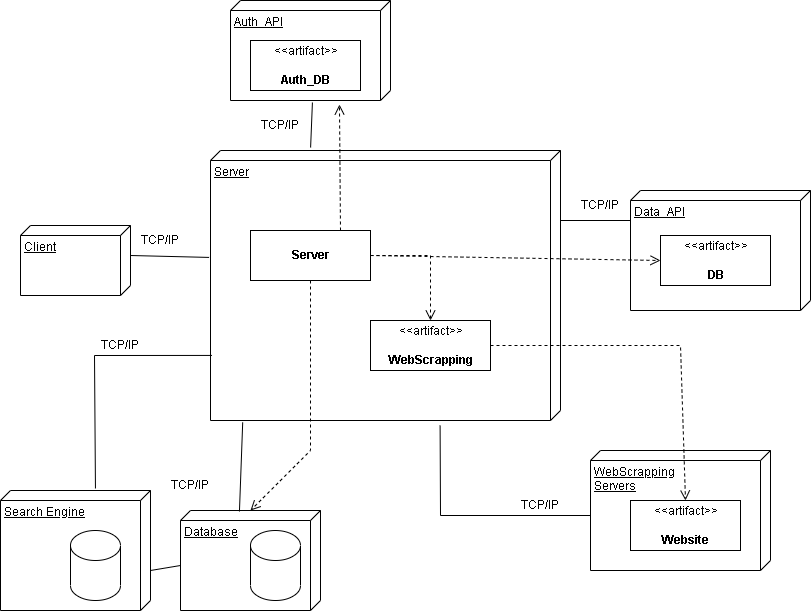 Auth_API
<<artifact>>
Auth_DB
TCP/IP
Server
TCP/IP
Data_API
<<artifact>>
DB
Client
TCP/IP
Server
<<artifact>>
WebScrapping
TCP/IP
WebScrapping
Servers
<<artifact>>
Website
TCP/IP
TCP/IP
Search Engine
Database